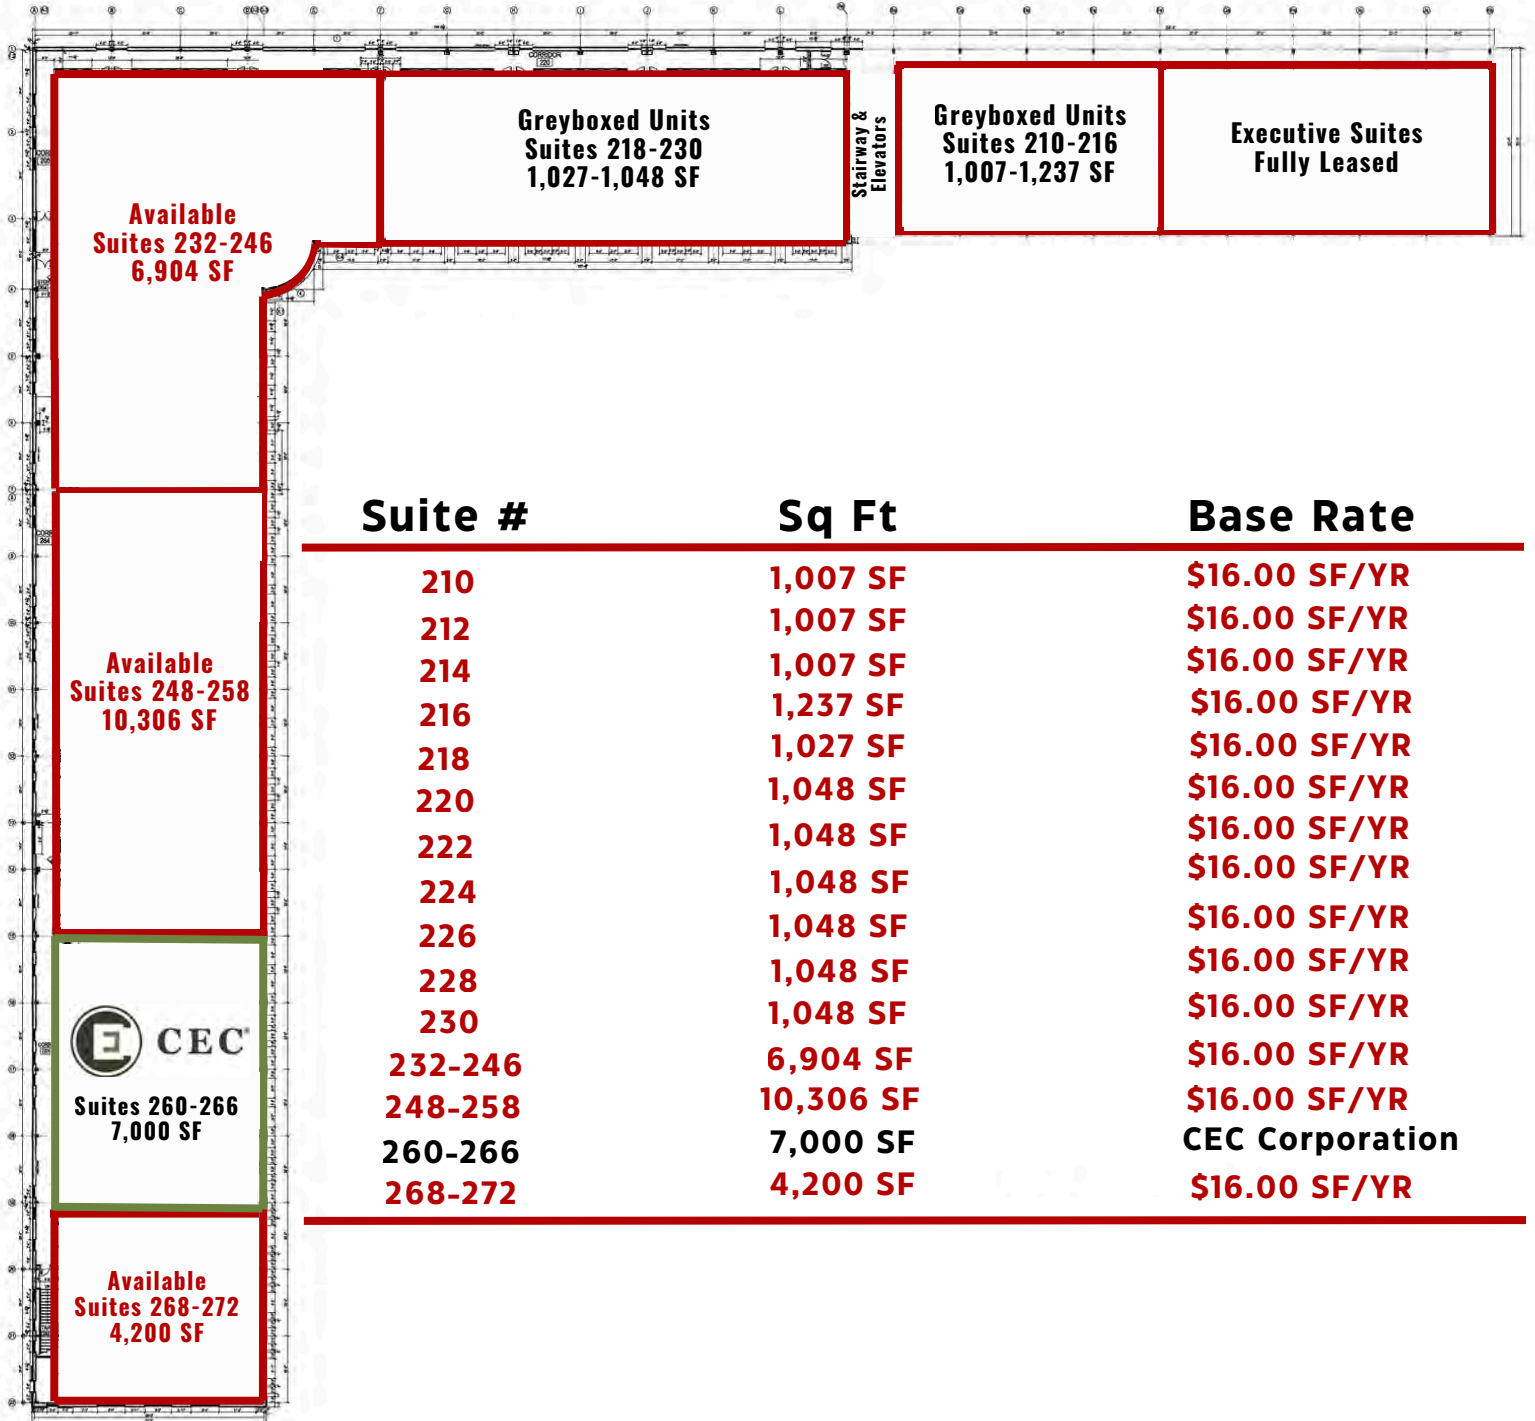 CORRIDOR
220
Greyboxed Units
Suites 218-230
1,027-1,048 SF
Stairway &
Elevators
Greyboxed Units
Suites 210-216
1,007-1,237 SF
Executive Suites
Fully Leased
Available
Suites 232-246
6,904 SF
Available
Suites 248-258
10,306 SF
CEC
Suites 260-266
7,000 SF
Available
Suites 268-272
4,200 SF
Suite # Sq Ft Base Rate
210 1,007 SF $16.00 SF/YR
212 1,007 SF $16.00 SF/YR
214 1,007 SF $16.00 SF/YR
216 1,237 SF $16.00 SF/YR
218 1,027 SF $16.00 SF/YR
220 1,048 SF $16.00 SF/YR
222 1,048 SF $16.00 SF/YR
224 1,048 SF $16.00 SF/YR
226 1,048 SF $16.00 SF/YR
228 1,048 SF $16.00 SF/YR
230 1,048 SF $16.00 SF/YR
232-246 6,904 SF $16.00 SF/YR
248-258 10,306 SF $16.00 SF/YR
260-266 7,000 SF CEC Corporation
268-272 4,200 SF $16.00 SF/YR